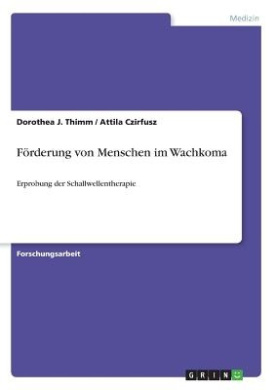 Medizin
Dorothea J. Thimm / Attila Czirfusz
Förderung von Menschen im Wachkoma
Erprobung der Schallwellentherapie
Forschungsarbeit
GRIN